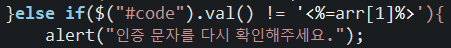 }else if($("#code").val() != '<%=arr[1]%>'){
alert("인증 문자를 다시 확인해주세요.");